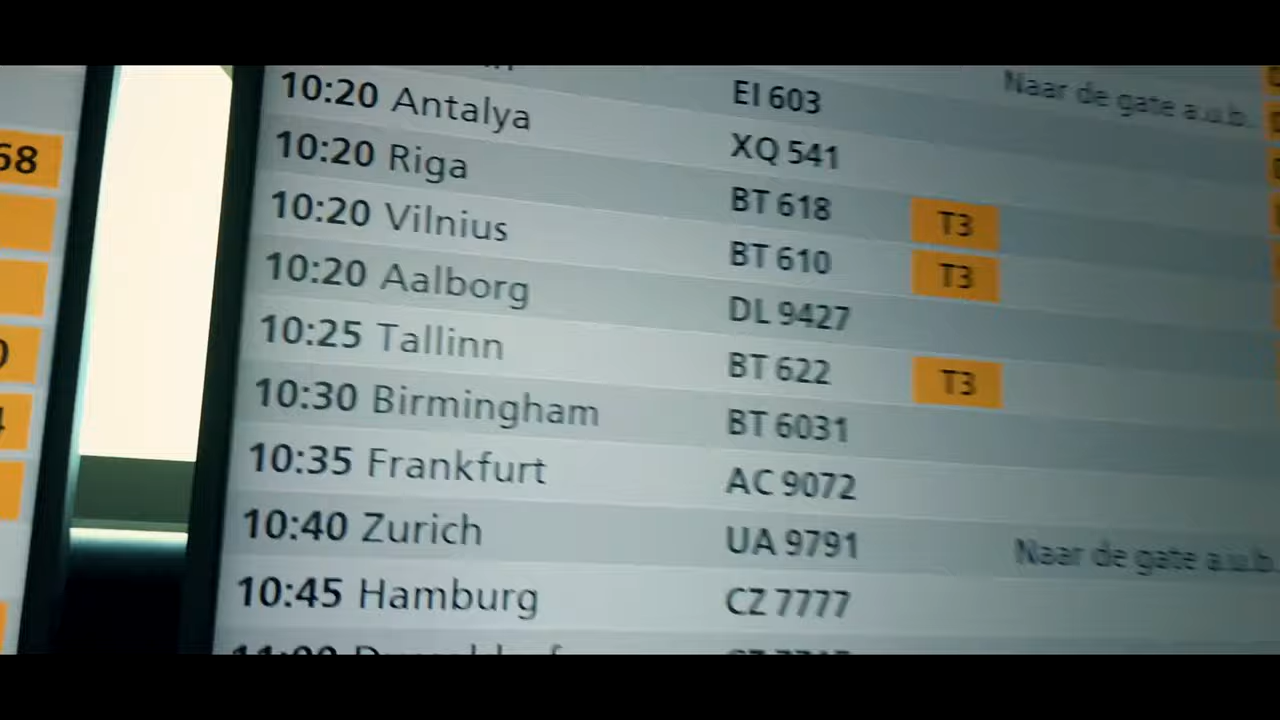 Naar de gate a.u.b.
EI 603
10:20 Antalya XQ 541
10:20 Riga BT 618 T3
10:20 Vilnius BT 610 T3
10:20 Aalborg DL 9427
10:25 Tallinn BT 622 T3
10:30 Birmingham BT 6031
10:35 Frankfurt AC 9072
10:40 Zurich UA 9791 Naar de gate a.u.b.
10:45 Hamburg CZ 7777
68